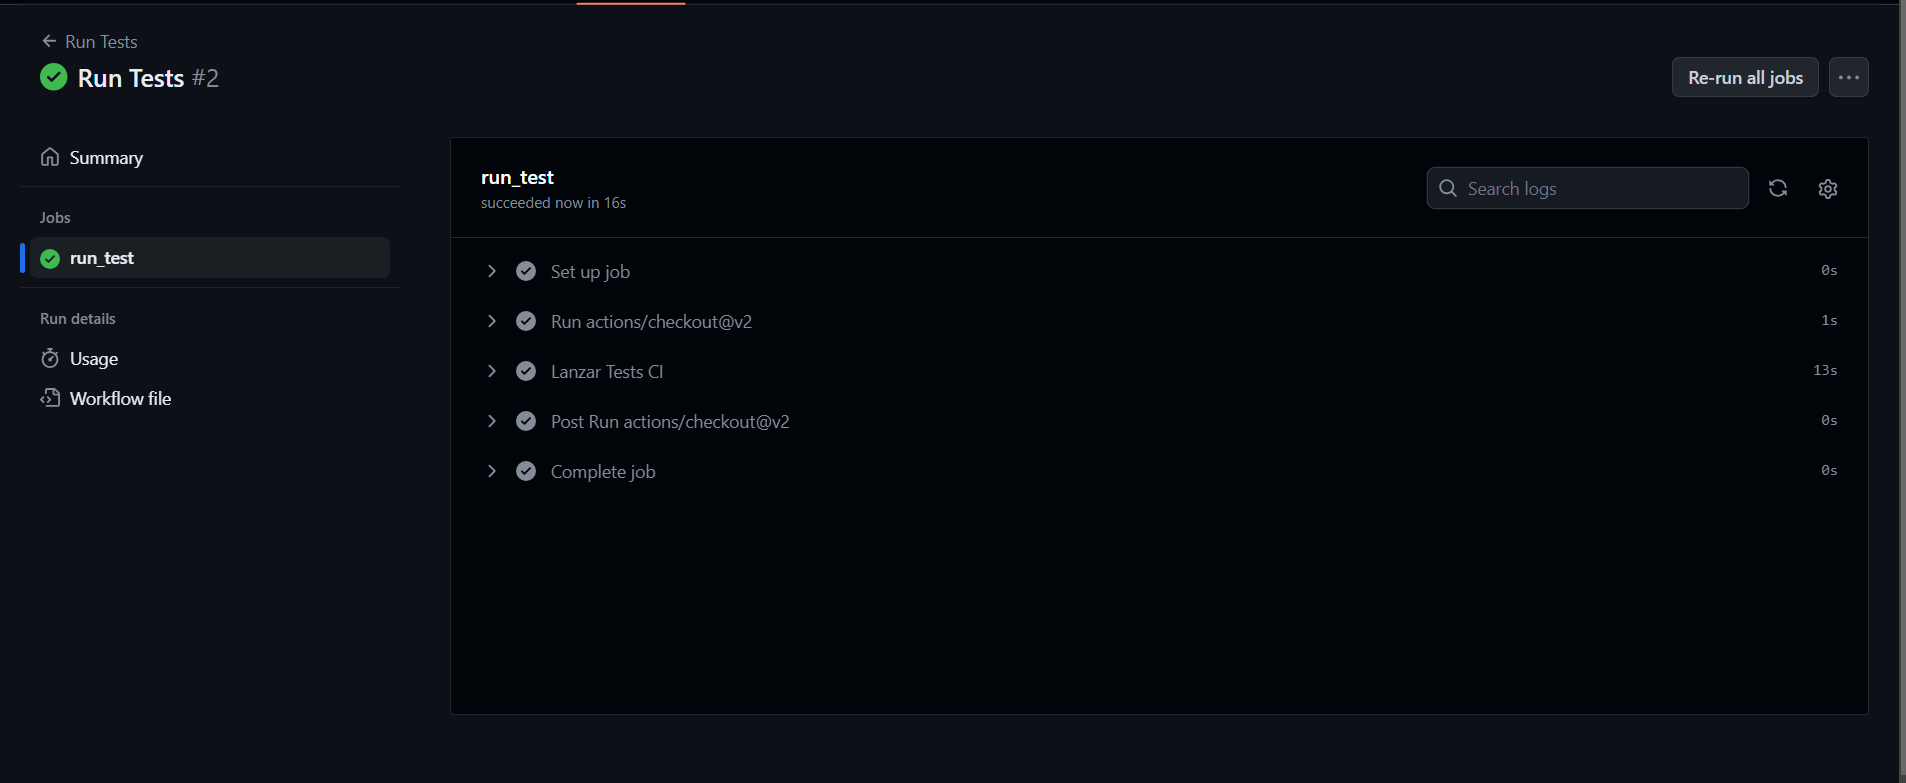 Run Tests
Run Tests #2
Re-run all jobs
Summary
Jobs
run_test
Run details
Usage
Workflow file
run_test
succeeded now in 16s
Search logs
Set up job 0s
Run actions/checkout@v2 1s
Lanzar Tests CI 13s
Post Run actions/checkout@v2 0s
Complete job 0s